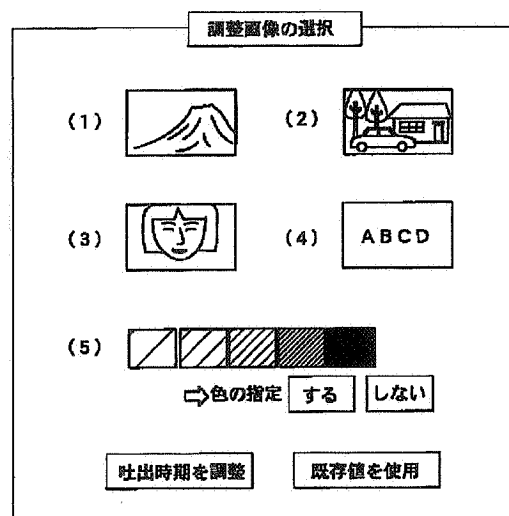 調整画像の選択
(1)
(2)
(3)
(4) ABCD
(5)
⇨色の指定 する しない
吐出時期を調整 既存値を使用